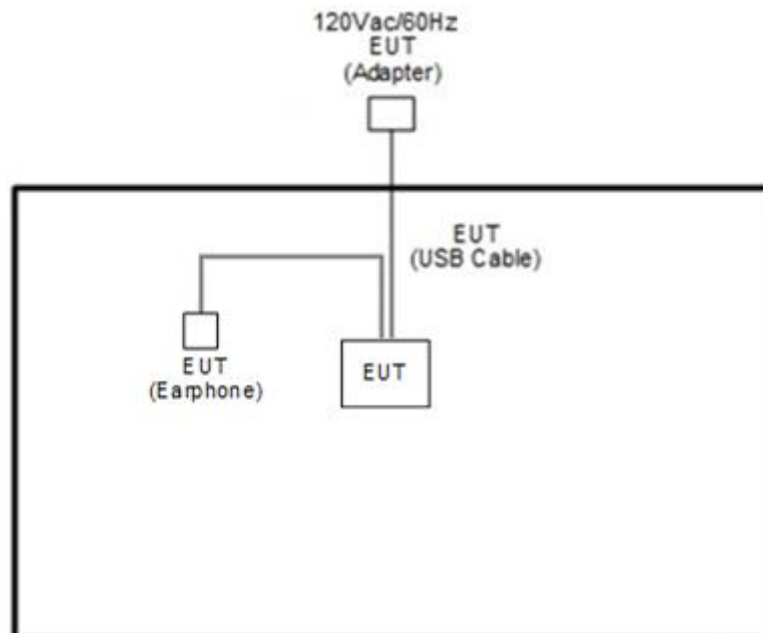 120Vac/60Hz
EUT
(Adapter)
EUT
(USB Cable)
EUT
(Earphone)
EUT